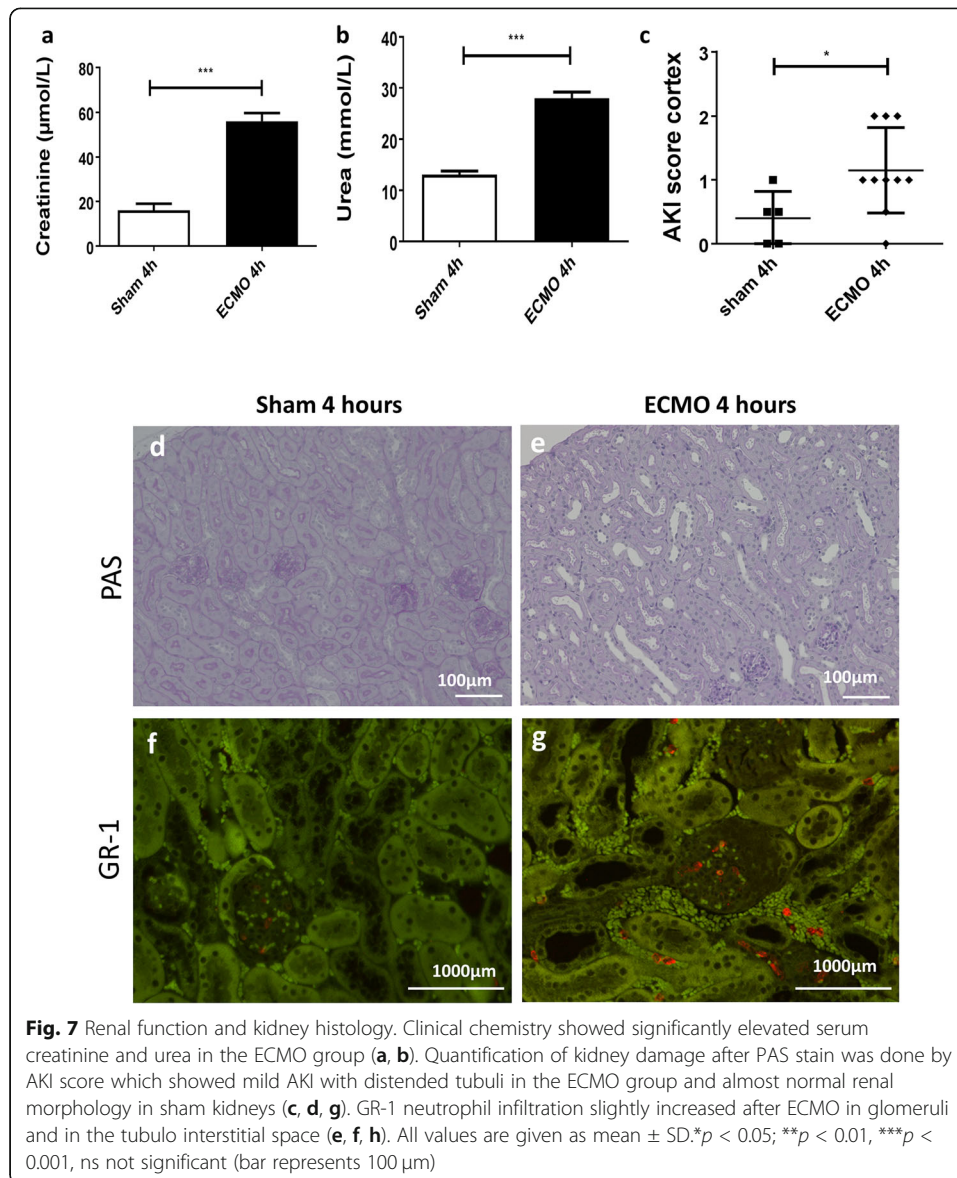 a
b
c
***
***
*
Creatinine (µmol/L)
80
60
40
20
0
Sham 4h
ECMO 4h
Urea (mmol/L)
40
30
20
10
0
Sham 4h
ECMO 4h
AKI score cortex
3
2
1
0
sham 4h
ECMO 4h
Sham 4 hours
ECMO 4 hours
PAS
d
100µm
e
100µm
GR-1
f
1000µm
g
1000µm
Fig. 7 Renal function and kidney histology. Clinical chemistry showed significantly elevated serum
creatinine and urea in the ECMO group (a, b). Quantification of kidney damage after PAS stain was done by
AKI score which showed mild AKI with distended tubuli in the ECMO group and almost normal renal
morphology in sham kidneys (c, d, g). GR-1 neutrophil infiltration slightly increased after ECMO in glomeruli
and in the tubulo interstitial space (e, f, h). All values are given as mean ± SD.*p < 0.05; **p < 0.01, ***p <
0.001, ns not significant (bar represents 100 µm)